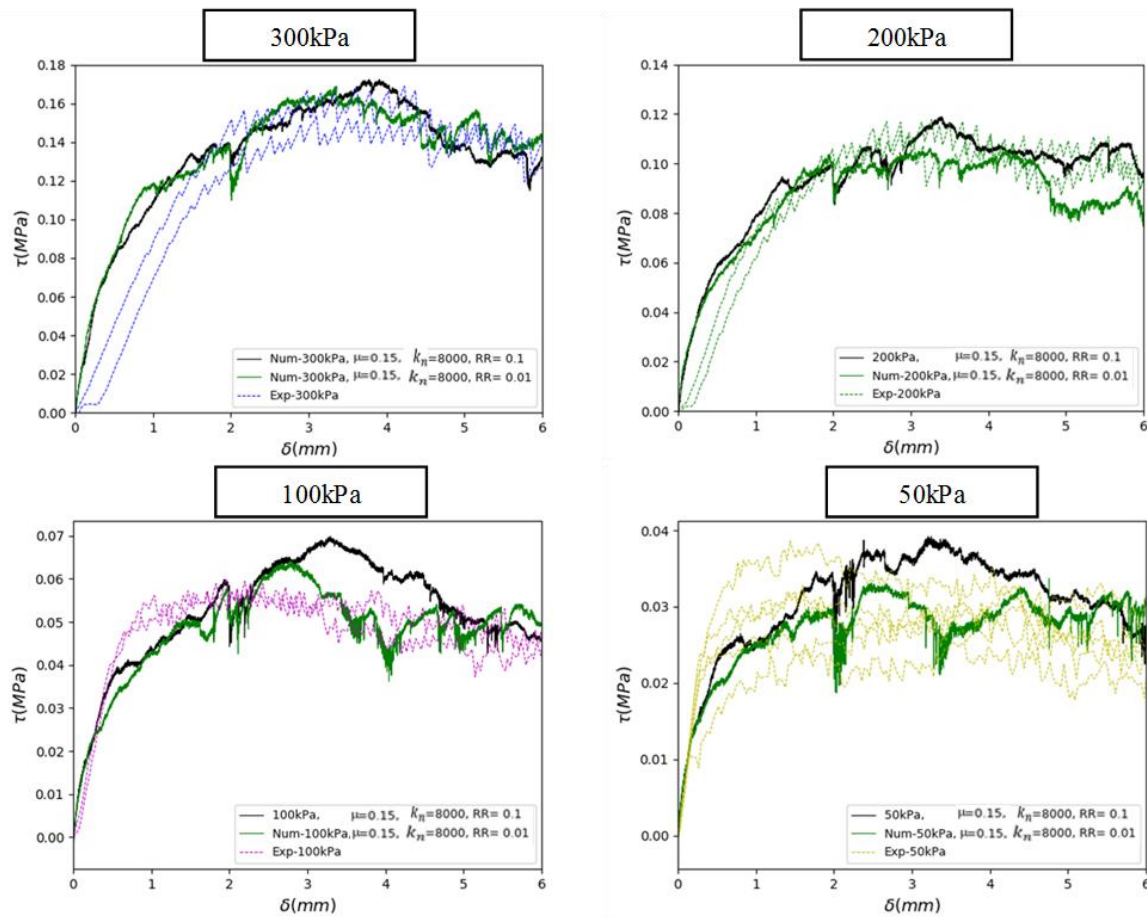 300kPa
200kPa
0.18
0.16
0.14
0.12
0.10
0.08
0.06
0.04
0.02
0.00
τ(MPa)
Num-300kPa, μ=0.15, kn=8000, RR= 0.1
Num-300kPa, μ=0.15, kn=8000, RR= 0.01
Exp-300kPa
0 1 2 3 4 5 6
δ(mm)
0.14
0.12
0.10
0.08
0.06
0.04
0.02
0.00
τ(MPa)
200kPa, μ=0.15, kn=8000, RR= 0.1
Num-200kPa, μ=0.15, kn=8000, RR= 0.01
Exp-200kPa
0 1 2 3 4 5 6
δ(mm)
100kPa
50kPa
0.07
0.06
0.05
0.04
0.03
0.02
0.01
0.00
τ(MPa)
100kPa, μ=0.15, kn=8000, RR= 0.1
Num-100kPa, μ=0.15, kn=8000, RR= 0.01
Exp-100kPa
0 1 2 3 4 5 6
δ(mm)
0.04
0.03
0.02
0.01
0.00
τ(MPa)
50kPa, μ=0.15, kn=8000, RR= 0.1
Num-50kPa, μ=0.15, kn=8000, RR= 0.01
Exp-50kPa
0 1 2 3 4 5 6
δ(mm)